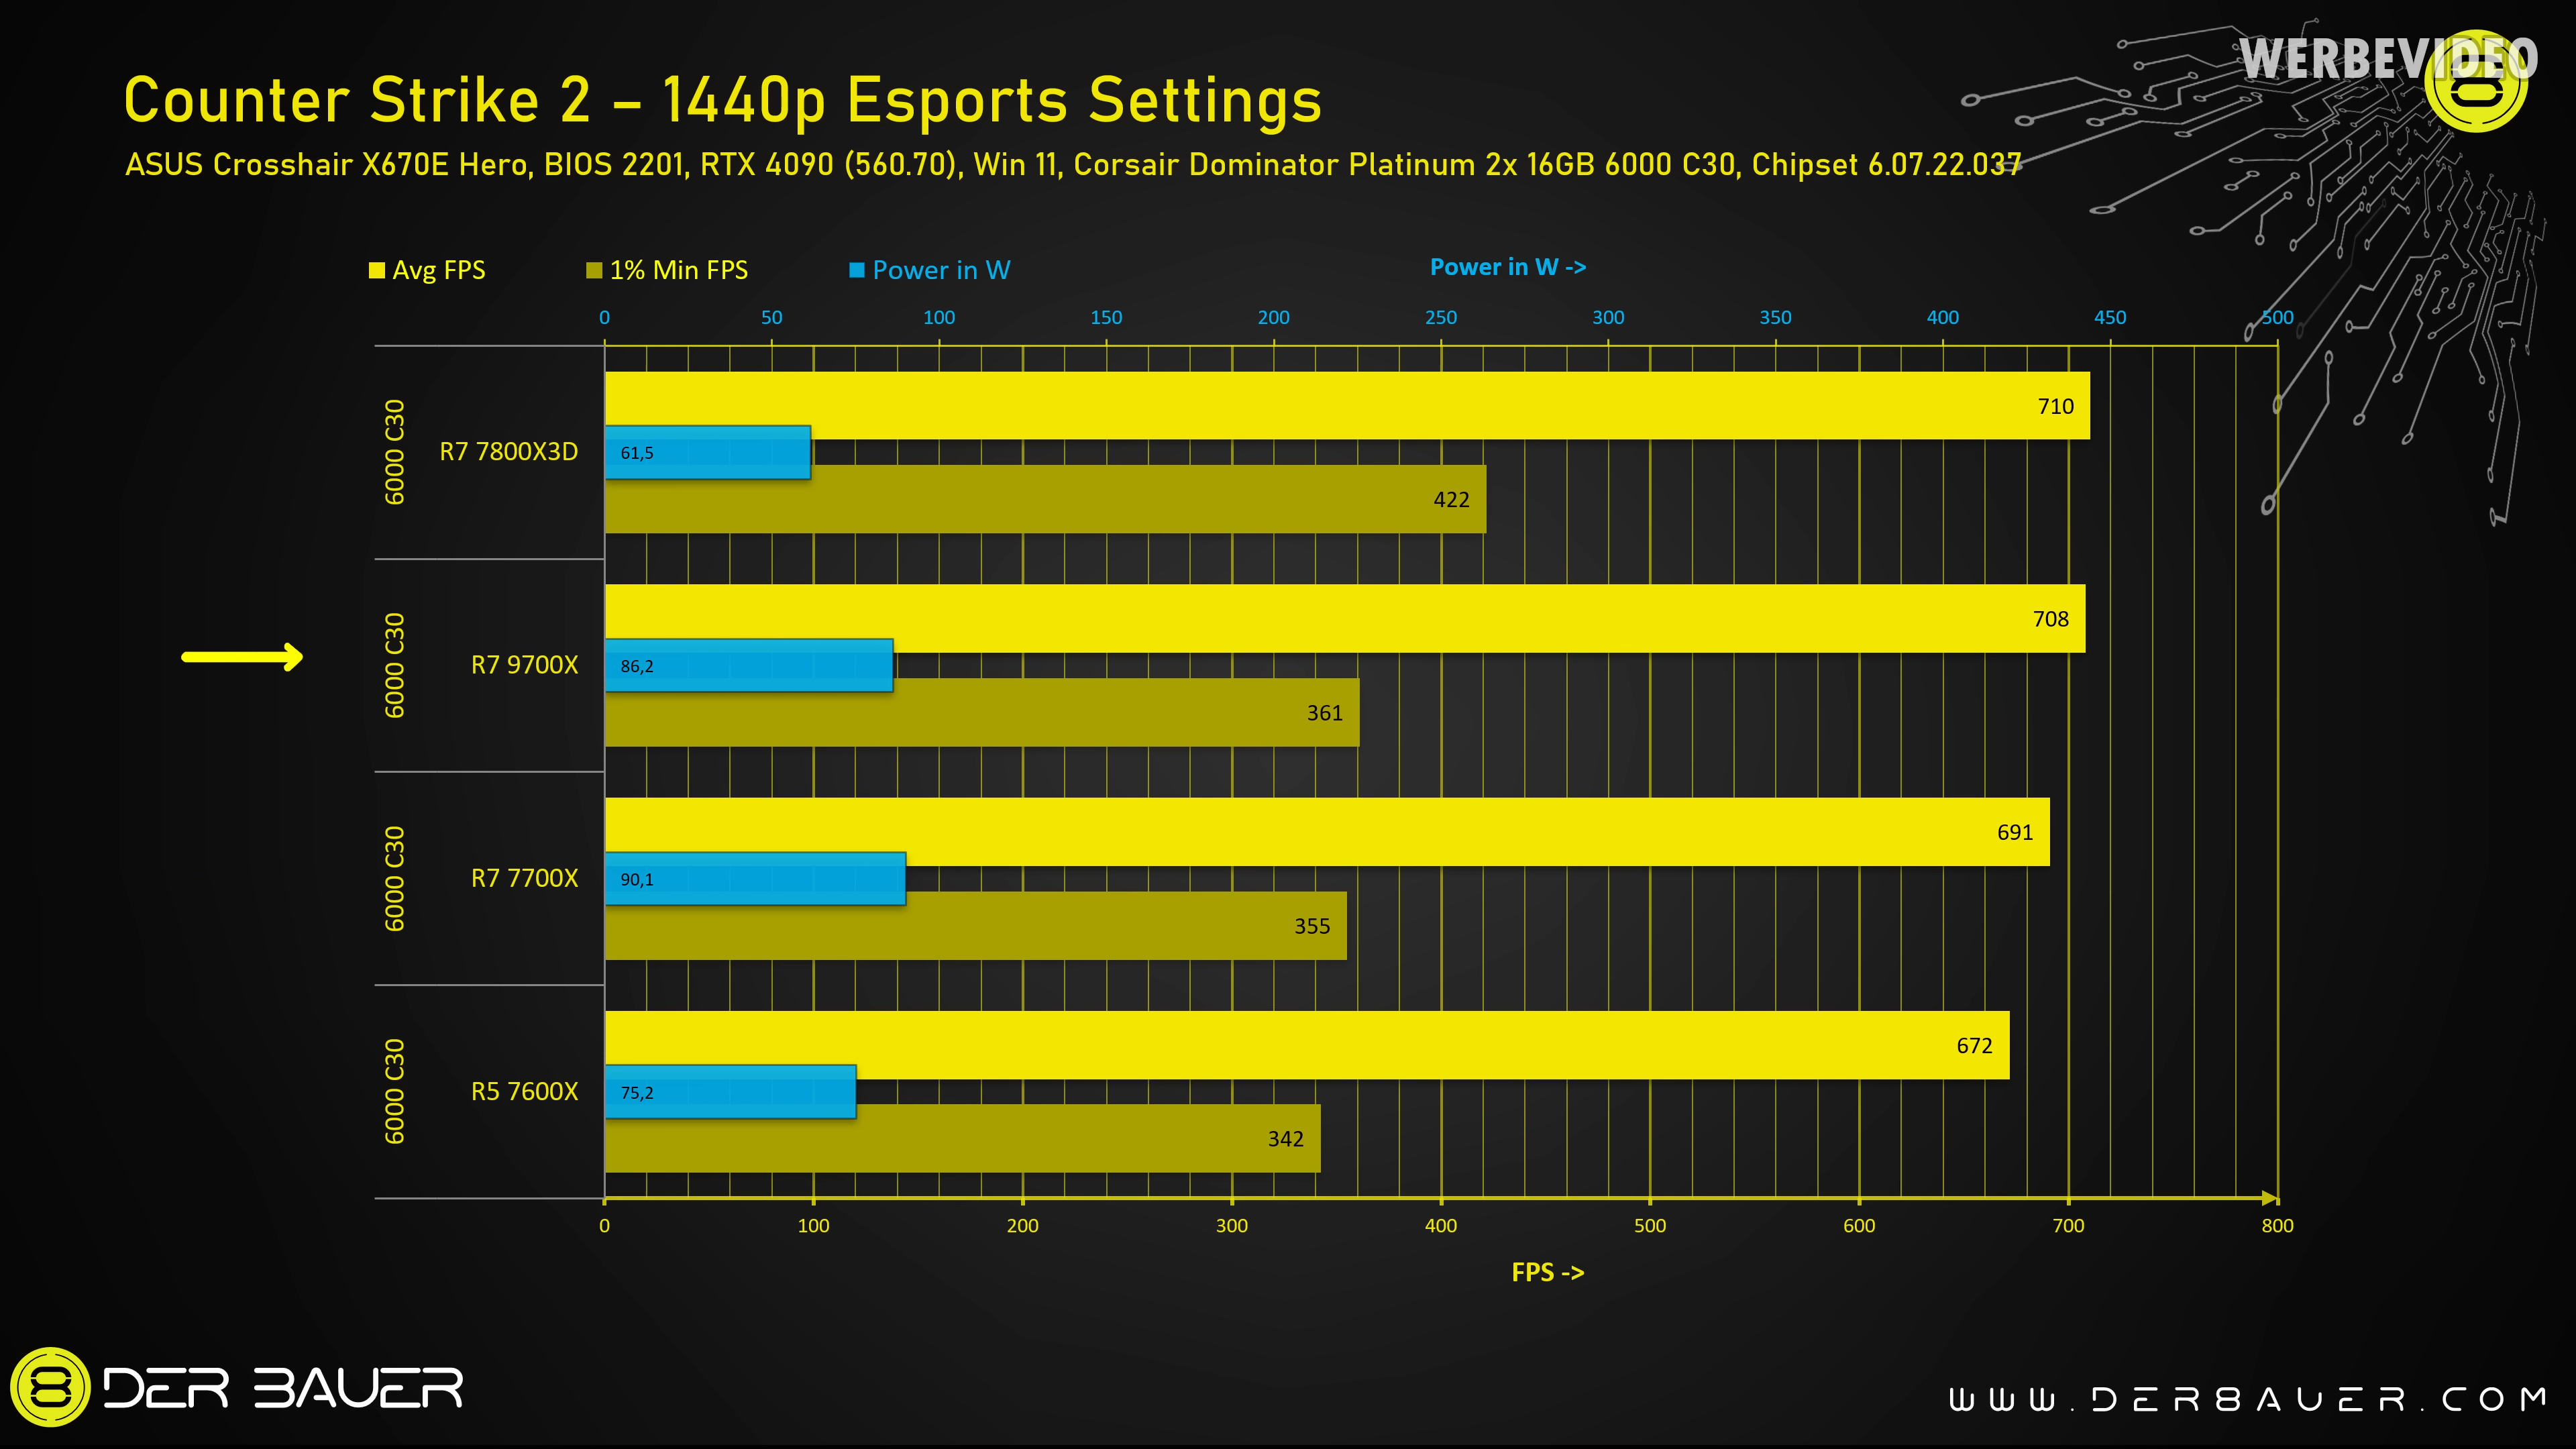 WERBEVIDEO
Counter Strike 2 – 1440p Esports Settings
ASUS Crosshair X670E Hero, BIOS 2201, RTX 4090 (560.70), Win 11, Corsair Dominator Platinum 2x 16GB 6000 C30, Chipset 6.07.22.037
Avg FPS 1% Min FPS Power in W
Power in W ->
0 50 100 150 200 250 300 350 400 450 500
6000 C30
R7 7800X3D
710
61,5
422
6000 C30
R7 9700X
708
86,2
361
6000 C30
R7 7700X
691
90,1
355
6000 C30
R5 7600X
672
75,2
342
0 100 200 300 400 500 600 700 800
FPS ->
DER 8AUER
WWW.DER8AUER.COM